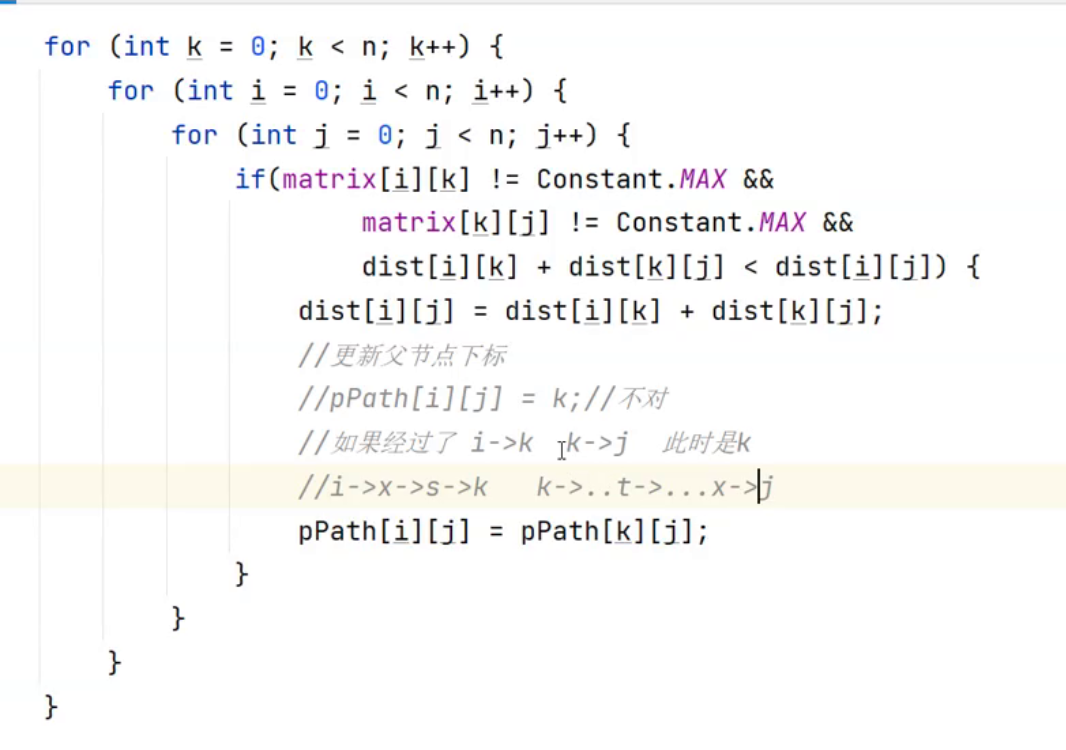 for (int k = 0; k < n; k++) {
for (int i = 0; i < n; i++) {
for (int j = 0; j < n; j++) {
if(matrix[i][k] != Constant.MAX &&
matrix[k][j] != Constant.MAX &&
dist[i][k] + dist[k][j] < dist[i][j]) {
dist[i][j] = dist[i][k] + dist[k][j];
//更新父节点下标
//pPath[i][j] = k;//不对
//如果经过了 i->k  k->j  此时是k
//i->x->s->k   k->..t->...x->j
pPath[i][j] = pPath[k][j];
}
}
}
}